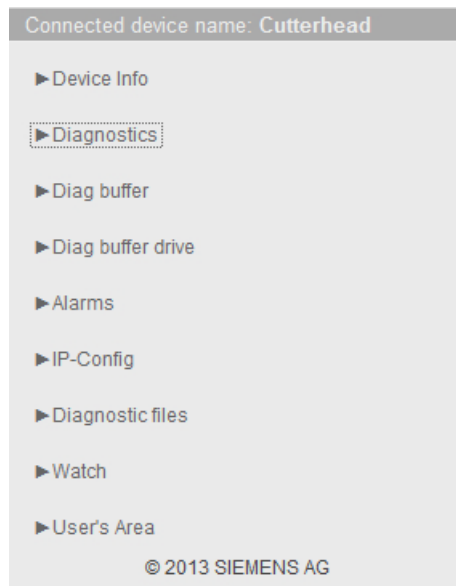 Connected device name: Cutterhead
►Device Info
►Diagnostics
►Diag buffer
►Diag buffer drive
►Alarms
►IP-Config
►Diagnostic files
►Watch
►User's Area
© 2013 SIEMENS AG